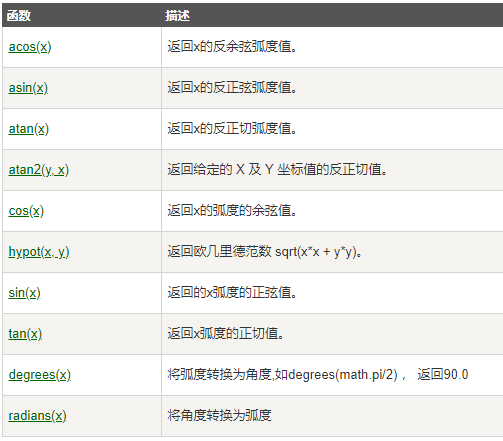 函数 描述
acos(x) 返回x的反余弦弧度值。
asin(x) 返回x的反正弦弧度值。
atan(x) 返回x的反正切弧度值。
atan2(y, x) 返回给定的 X 及 Y 坐标值的反正切值。
cos(x) 返回x的弧度的余弦值。
hypot(x, y) 返回欧几里德范数 sqrt(x*x + y*y)。
sin(x) 返回的x弧度的正弦值。
tan(x) 返回x弧度的正切值。
degrees(x) 将弧度转换为角度,如degrees(math.pi/2) ， 返回90.0
radians(x) 将角度转换为弧度